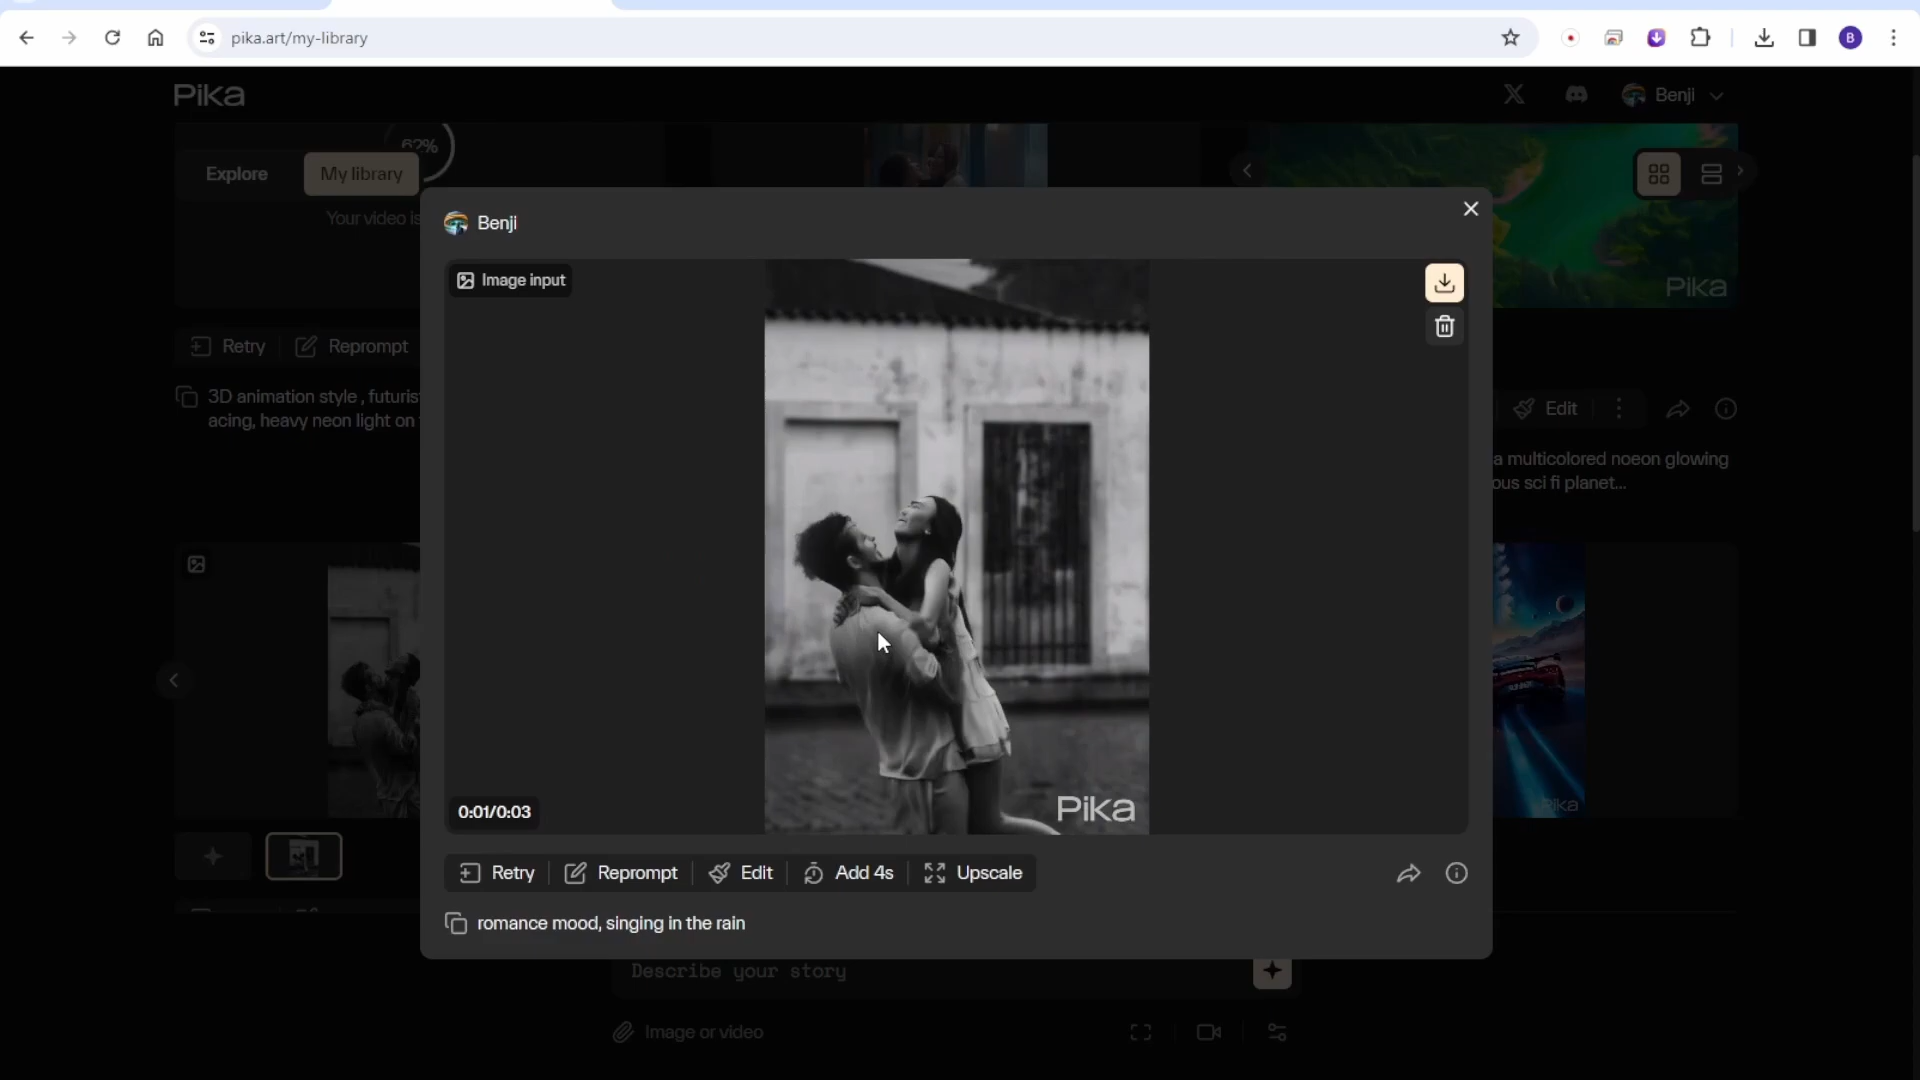 pika.art/my-library
B
Pika
Benji
62%
Explore
My library
Your video is
Pika
Benji
Image input
Retry
Reprompt
3D animation style , futuris
acing, heavy neon light on
Edit
a multicolored noeon glowing
ous sci fi planet...
Pika
0:01/0:03
Pika
Retry
Reprompt
Edit
Add 4s
Upscale
romance mood, singing in the rain
Describe your story
Image or video